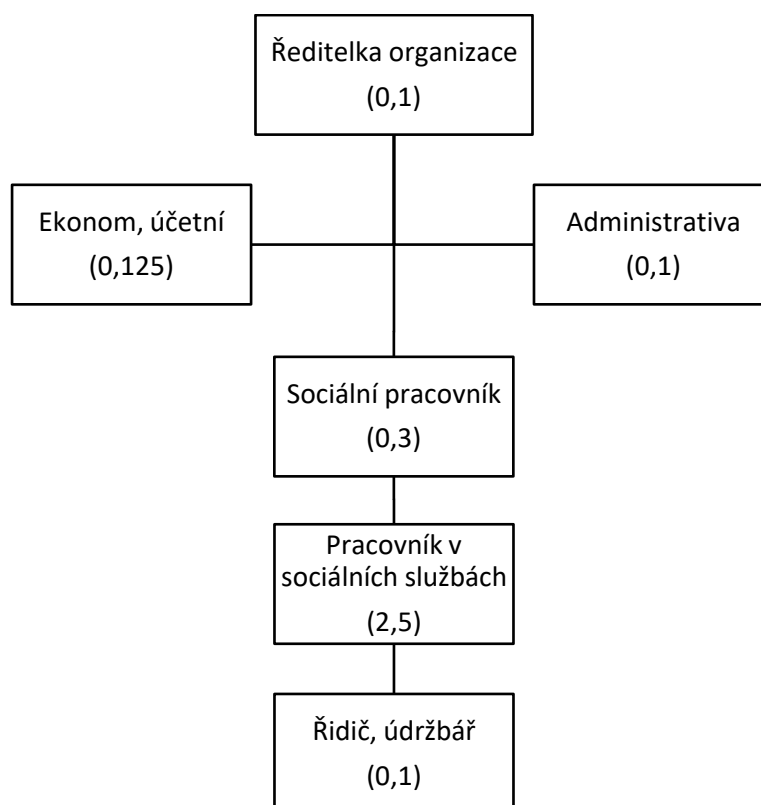 Ředitelka organizace
(0,1)
Ekonom, účetní
(0,125)
Administrativa
(0,1)
Sociální pracovník
(0,3)
Pracovník v
sociálních službách
(2,5)
Řidič, údržbář
(0,1)